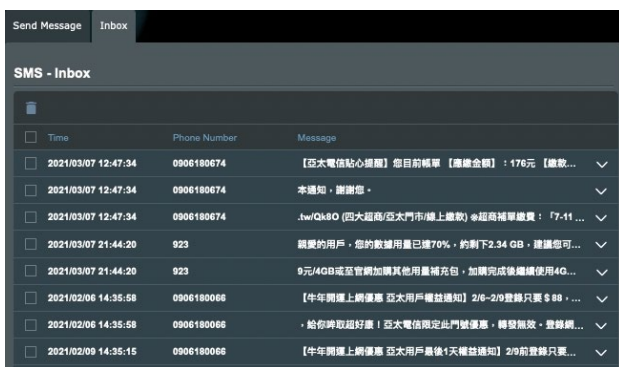 Send Message Inbox
SMS - Inbox
Time Phone Number Message
2021/03/07 12:47:34 0906180674 【亞太電信貼心提醒】您目前帳單 【應繳金額】：176元 【繳款...
2021/03/07 12:47:34 0906180674 本通知，謝謝您。
2021/03/07 12:47:34 0906180674 .tw/Qk8O (四大超商/亞太門市/線上繳款) ※超商補單繳費：「7-11 ...
2021/03/07 21:44:20 923 親愛的用戶，您的數據用量已達70%，約剩下2.34 GB，建議您可...
2021/03/07 21:44:20 923 9元/4GB或至官網加購其他用量補充包，加購完成後繼續使用4G...
2021/02/06 14:35:58 0906180066 【牛年開運上網優惠 亞太用戶權益通知】2/6~2/9登錄只要＄88，...
2021/02/06 14:35:58 0906180066 ，給你哞取超好康！亞太電信限定此門號優惠，轉發無效。登錄網...
2021/02/09 14:35:15 0906180066 【牛年開運上網優惠 亞太用戶最後1天權益通知】2/9前登錄只要...